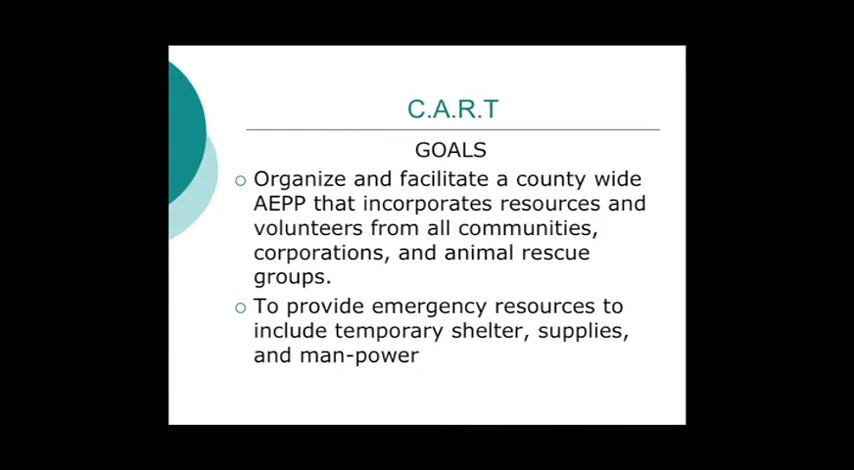 C.A.R.T
GOALS
Organize and facilitate a county wide
AEPP that incorporates resources and
volunteers from all communities,
corporations, and animal rescue
groups.
To provide emergency resources to
include temporary shelter, supplies,
and man-power